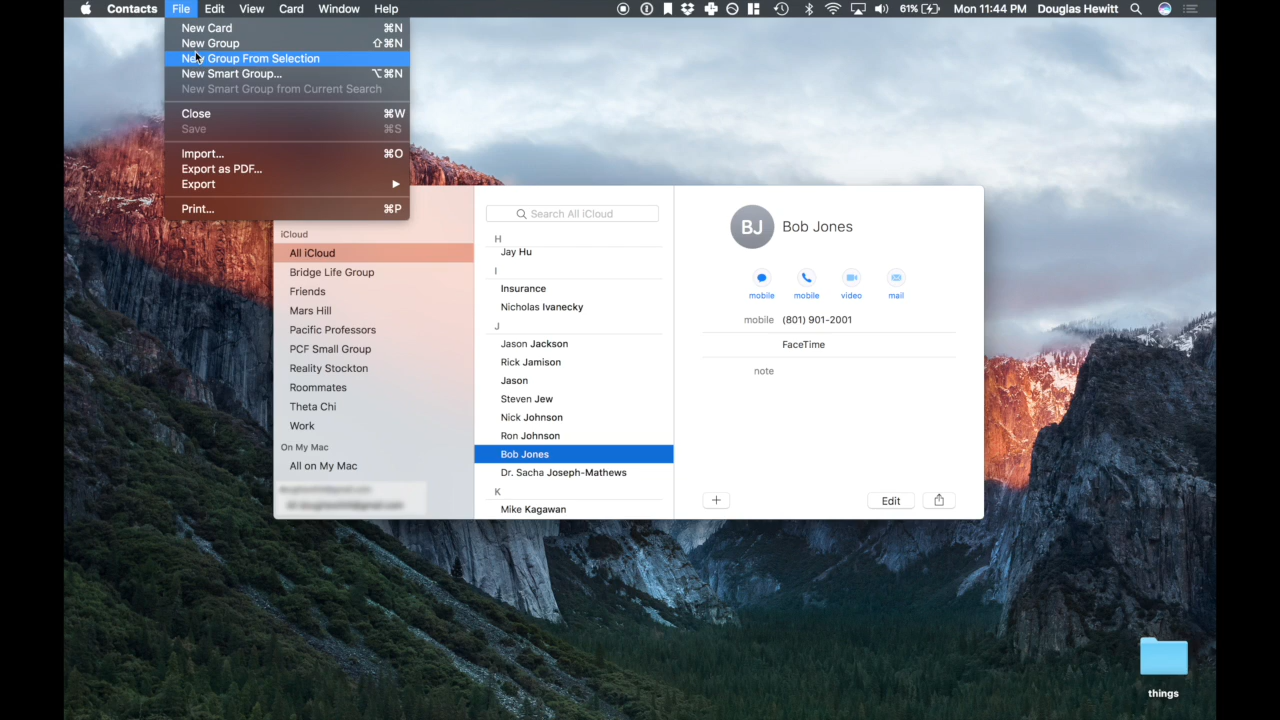 Contacts File Edit View Card Window Help 61% Mon 11:44 PM Douglas Hewitt
New Card ⌘N
New Group ⇧⌘N
New Group From Selection
New Smart Group... ⌥⌘N
New Smart Group from Current Search
Close ⌘W
Save ⌘S
Import... ⌘O
Export as PDF...
Export
Print... ⌘P
iCloud
All iCloud
Bridge Life Group
Friends
Mars Hill
Pacific Professors
PCF Small Group
Reality Stockton
Roommates
Theta Chi
Work
On My Mac
All on My Mac
Search All iCloud
H
Jay Hu
I
Insurance
Nicholas Ivanecky
J
Jason Jackson
Rick Jamison
Jason
Steven Jew
Nick Johnson
Ron Johnson
Bob Jones
Dr. Sacha Joseph-Mathews
K
Mike Kagawan
BJ Bob Jones
mobile mobile video mail
mobile (801) 901-2001
FaceTime
note
+ Edit
things